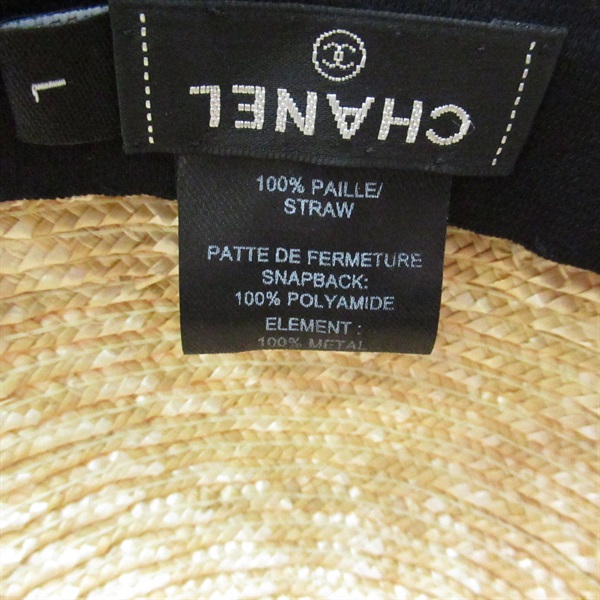 L
CHANEL
100% PAILLE/
STRAW
PATTE DE FERMETURE
SNAPBACK:
100% POLYAMIDE
ELEMENT :
100% METAL